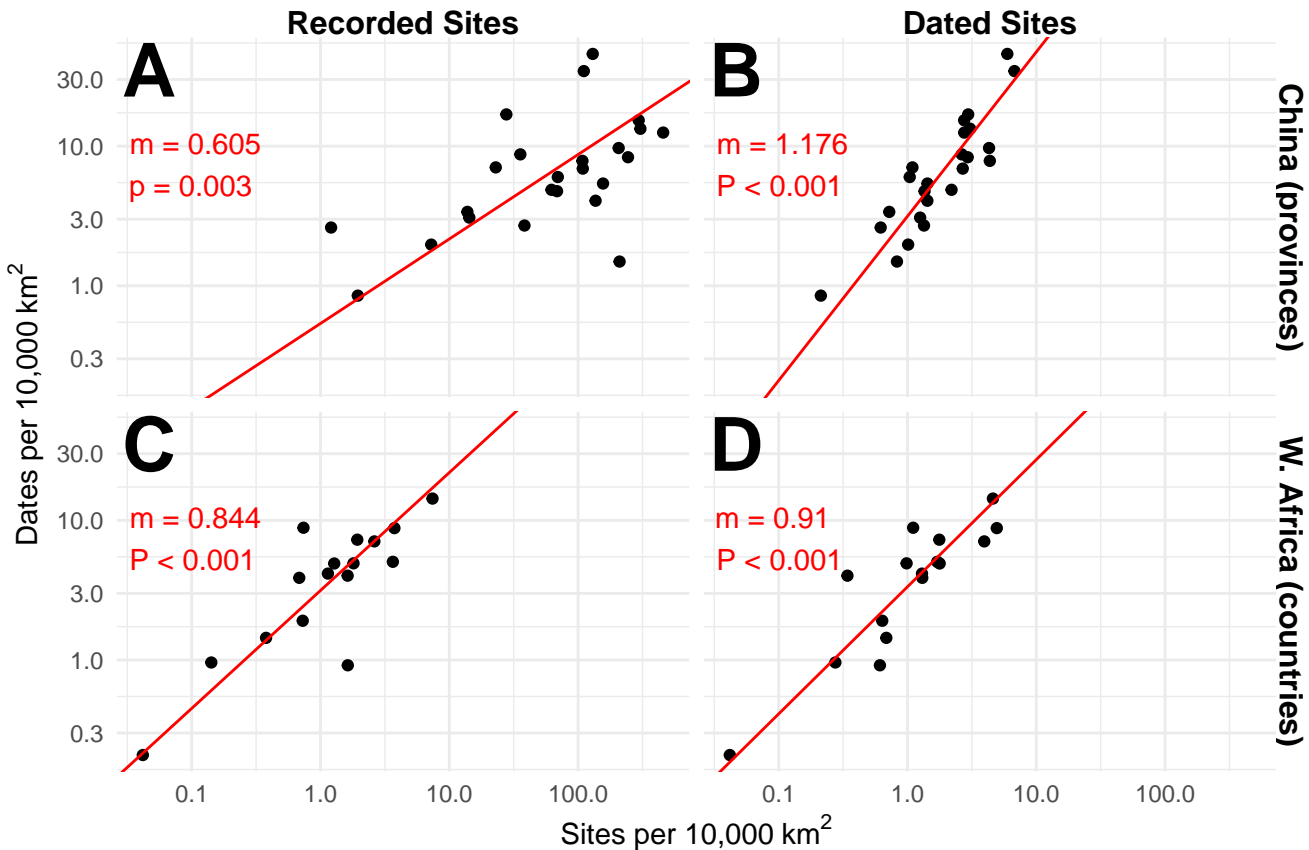 Recorded Sites
Dated Sites
A
m = 0.605
p = 0.003
B
m = 1.176
P < 0.001
China (provinces)
30.0
10.0
3.0
1.0
0.3
Dates per 10,000 km²
C
m = 0.844
P < 0.001
D
m = 0.91
P < 0.001
W. Africa (countries)
30.0
10.0
3.0
1.0
0.3
0.1 1.0 10.0 100.0
0.1 1.0 10.0 100.0
Sites per 10,000 km²